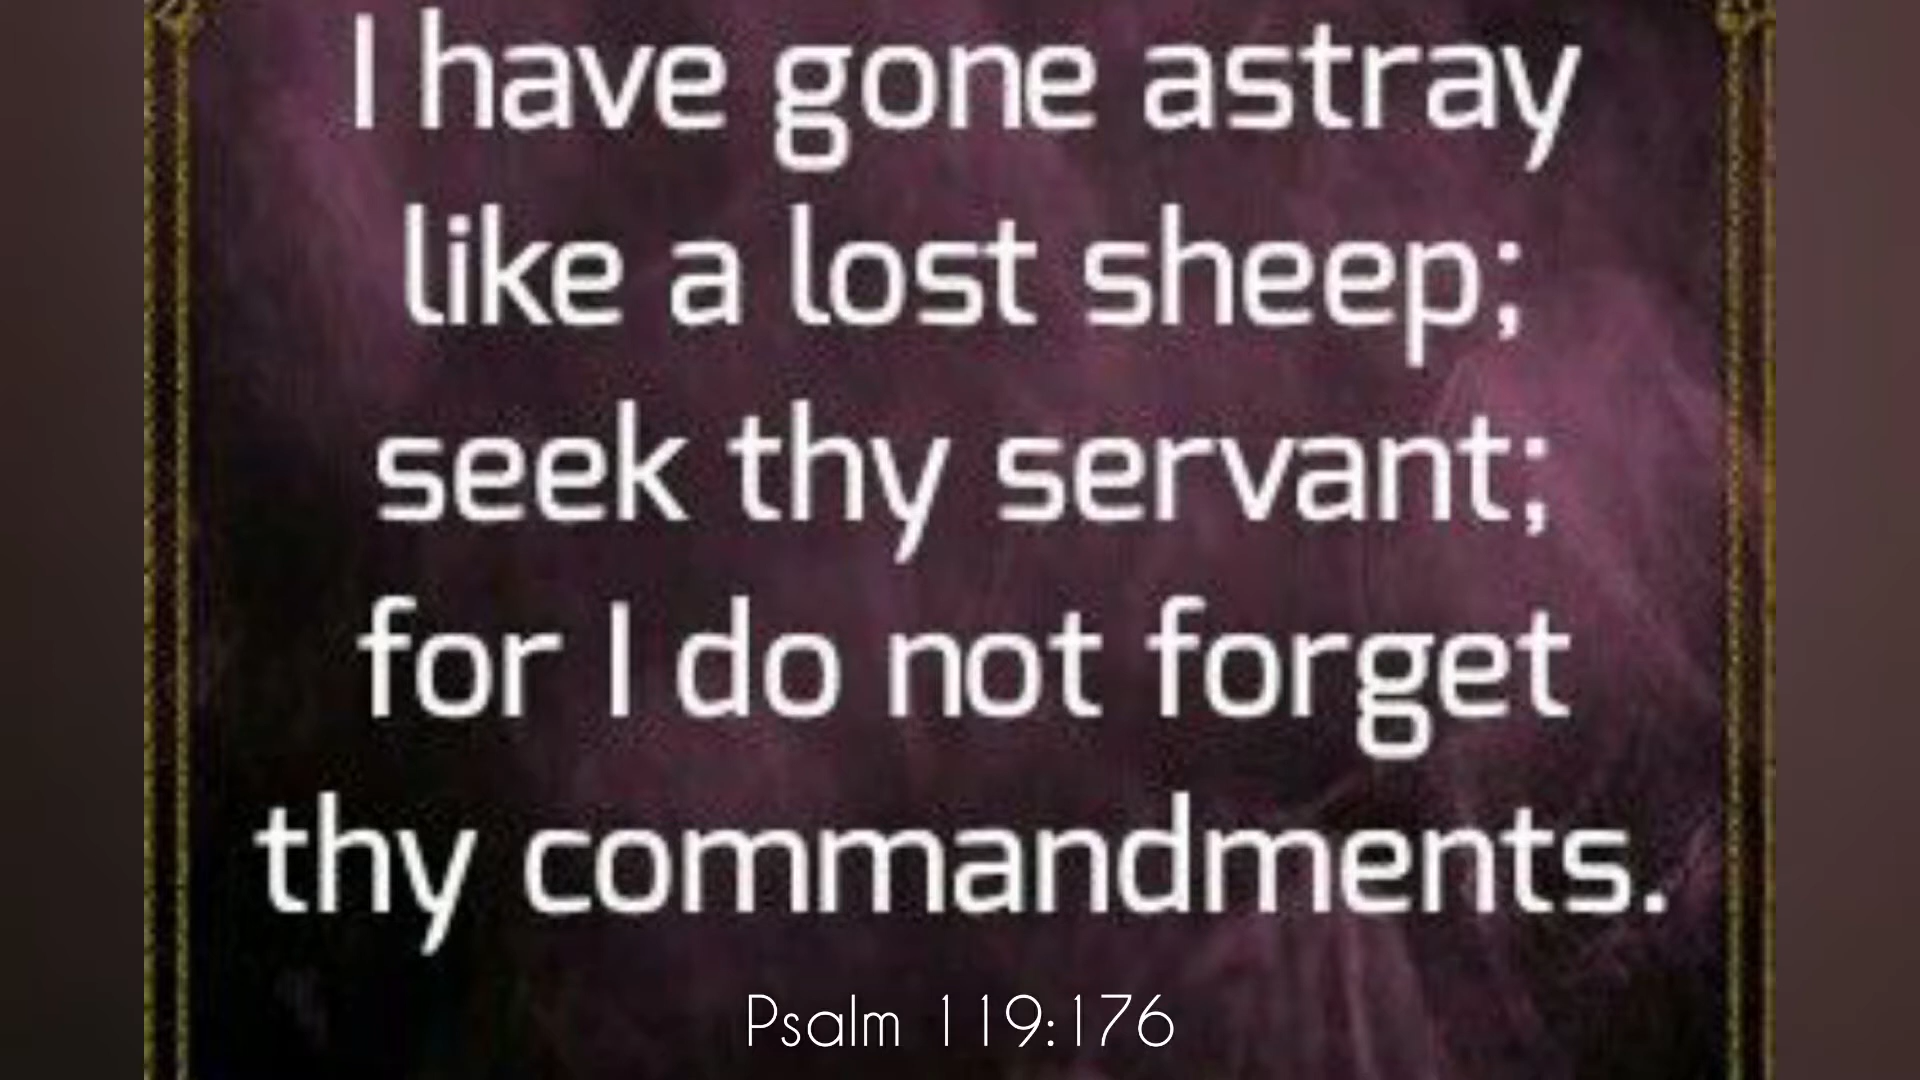 I have gone astray
like a lost sheep;
seek thy servant;
for I do not forget
thy commandments.
Psalm 119:176